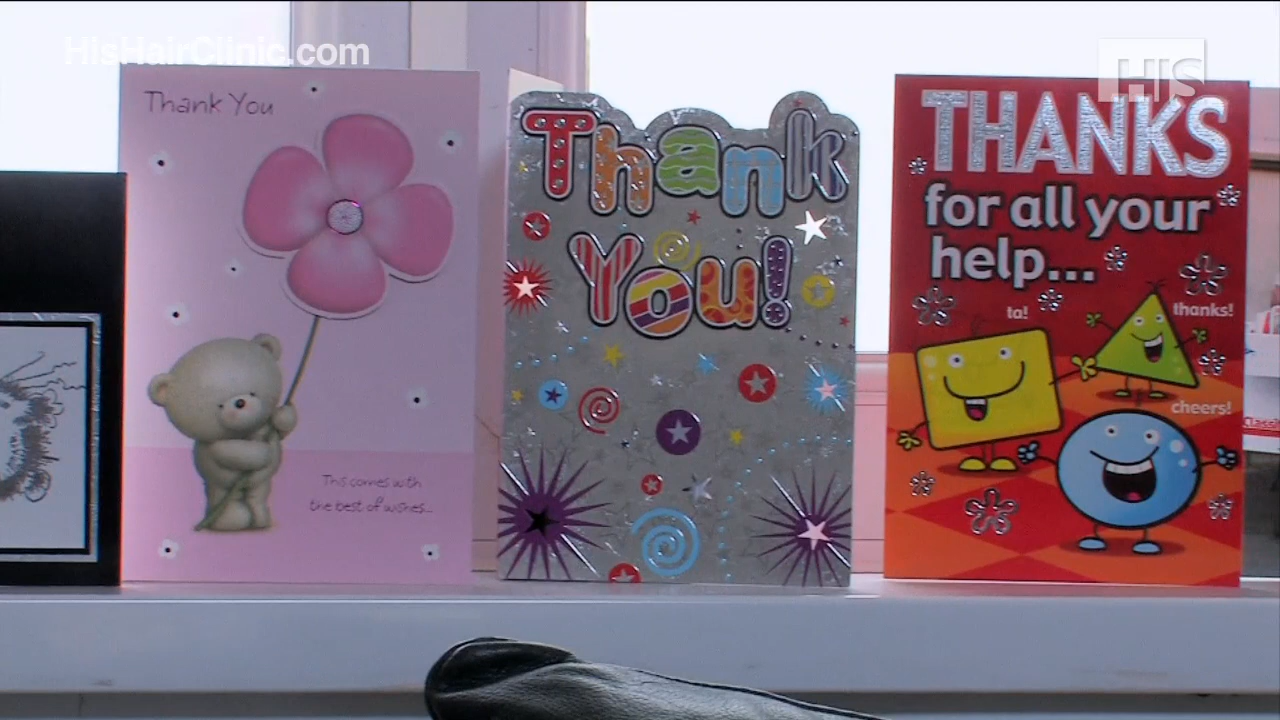 HisHairClinic.com
HIS
Thank You
This comes with
the best of wishes...
Thank
You!
THANKS
for all your
help...
ta!
thanks!
cheers!